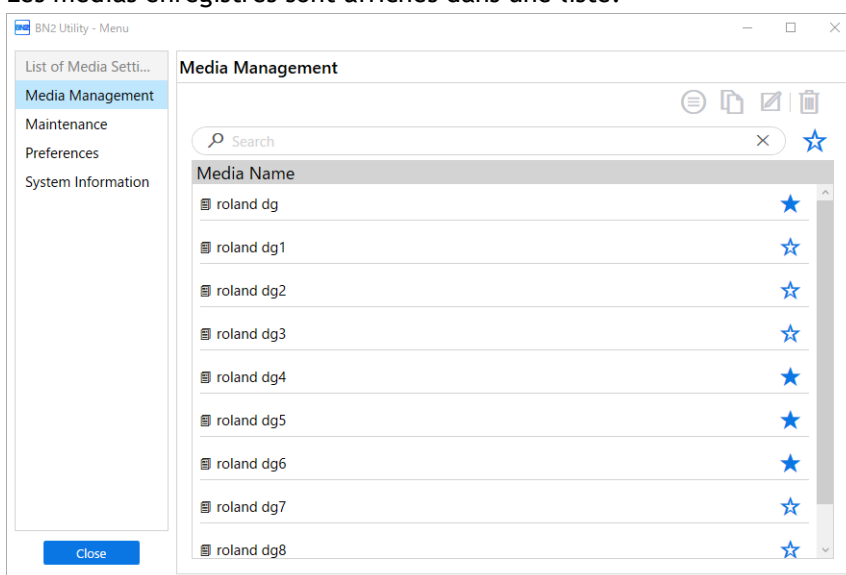 Les médias enregistrés sont affichés dans une liste.
BN2 Utility - Menu
List of Media Setti...
Media Management
Maintenance
Preferences
System Information
Close
Media Management
Search
Media Name
roland dg
roland dg1
roland dg2
roland dg3
roland dg4
roland dg5
roland dg6
roland dg7
roland dg8